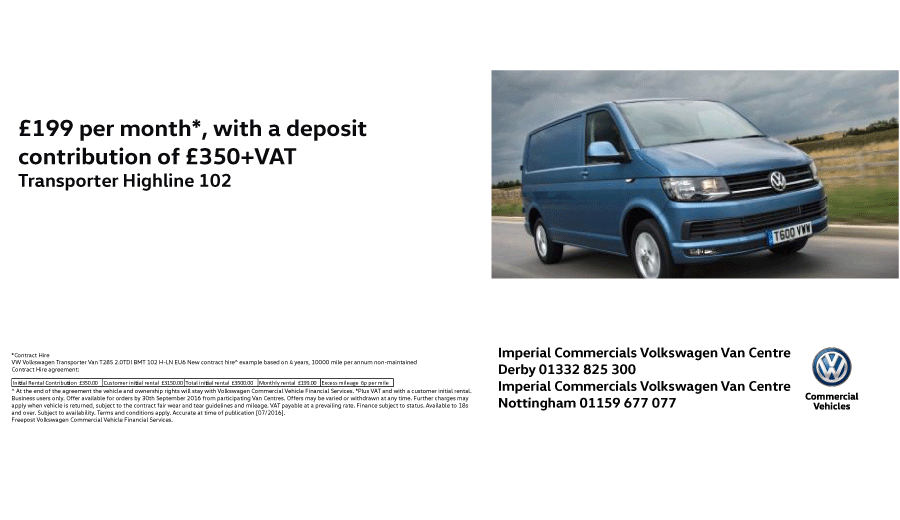 £199 per month*, with a deposit
contribution of £350+VAT
Transporter Highline 102
T600 VWW
*Contract Hire
VW Volkswagen Transporter Van T28S 2.0TDI BMT 102 H-LN EU6 New contract hire^ example based on 4 years, 10000 mile per annum non-maintained
Contract Hire agreement:
Initial Rental Contribution £350.00 Customer initial rental £3150.00 Total initial rental £3500.00 Monthly rental £199.00 Excess mileage 6p per mile
^ At the end of the agreement the vehicle and ownership rights will stay with Volkswagen Commercial Vehicle Financial Services. *Plus VAT and with a customer initial rental.
Business users only. Offer available for orders by 30th September 2016 from participating Van Centres. Offers may be varied or withdrawn at any time. Further charges may
apply when vehicle is returned, subject to the contract fair wear and tear guidelines and mileage. VAT payable at a prevailing rate. Finance subject to status. Available to 18s
and over. Subject to availability. Terms and conditions apply. Accurate at time of publication [07/2016].
Freepost Volkswagen Commercial Vehicle Financial Services.
Imperial Commercials Volkswagen Van Centre
Derby 01332 825 300
Imperial Commercials Volkswagen Van Centre
Nottingham 01159 677 077
Commercial
Vehicles